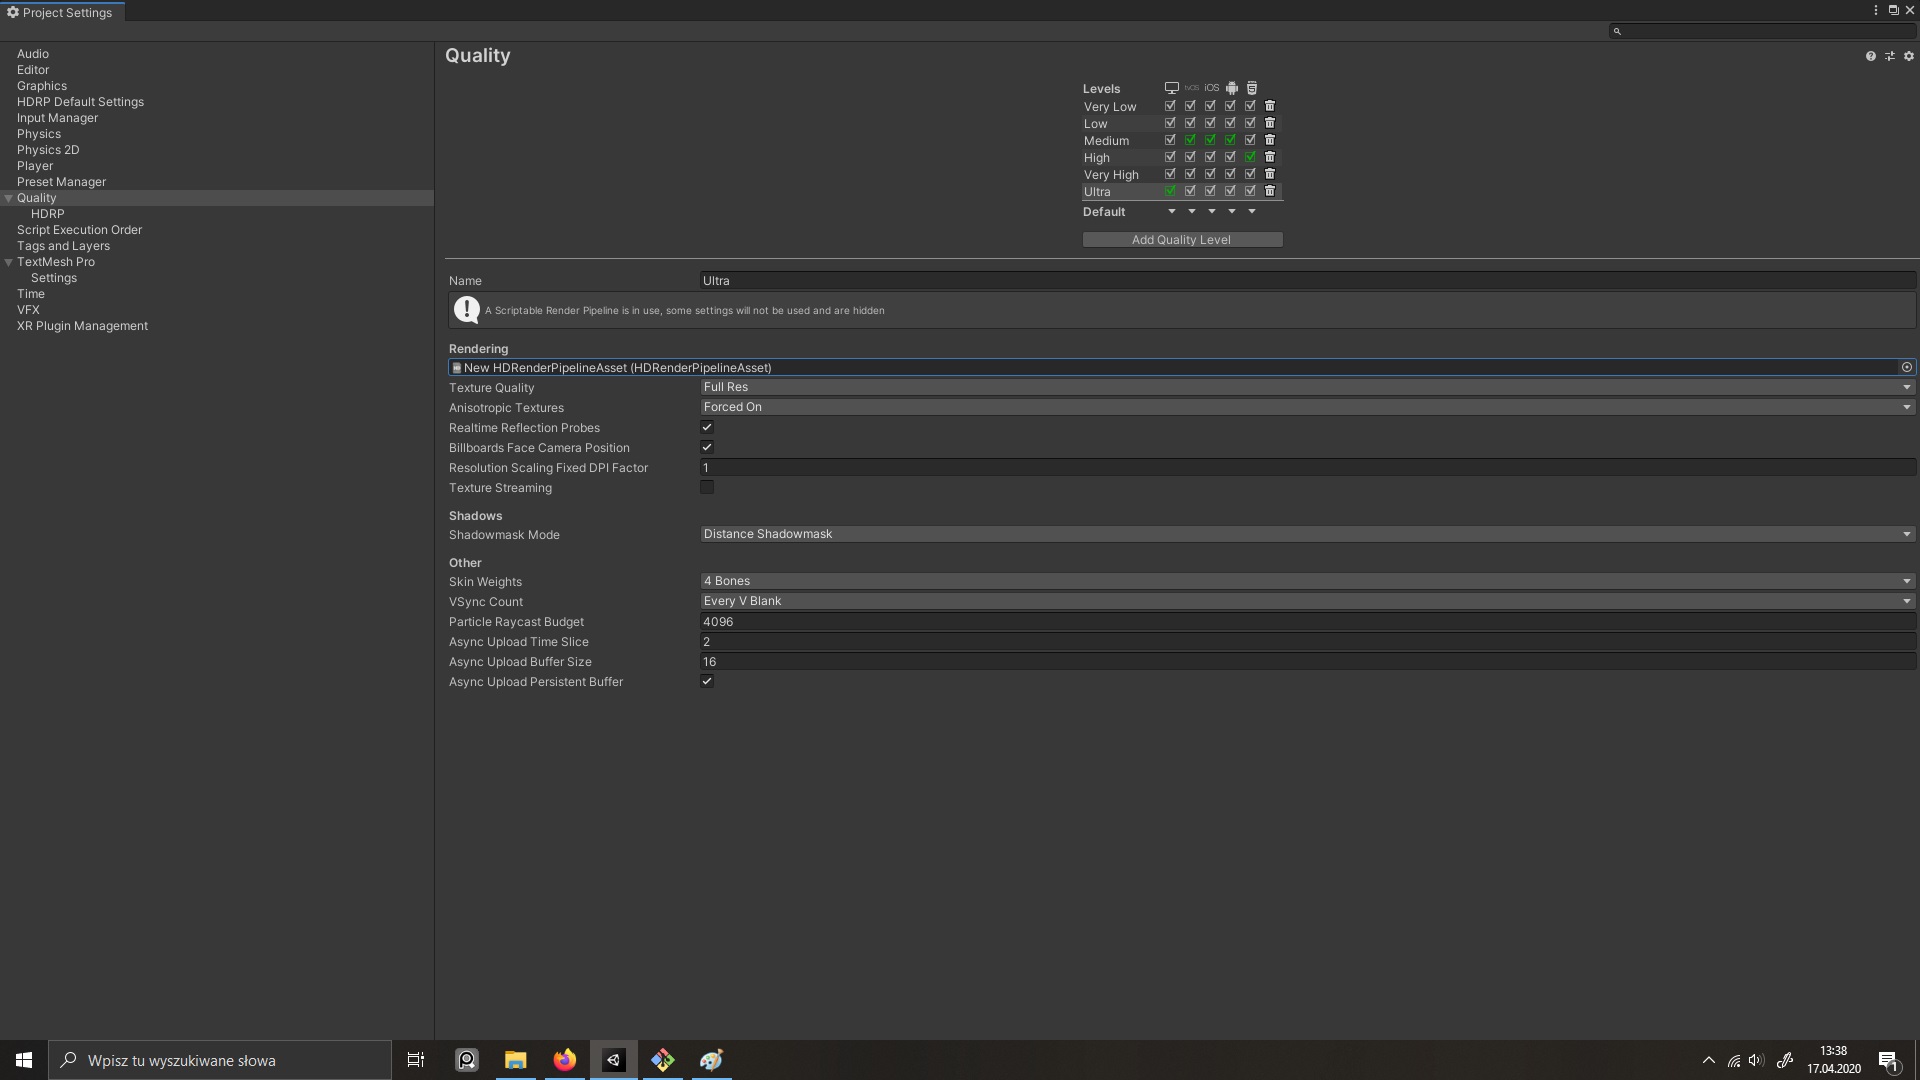 Project Settings
Audio
Editor
Graphics
HDRP Default Settings
Input Manager
Physics
Physics 2D
Player
Preset Manager
Quality
HDRP
Script Execution Order
Tags and Layers
TextMesh Pro
Settings
Time
VFX
XR Plugin Management
Quality
Levels tvOS iOS
Very Low
Low
Medium
High
Very High
Ultra
Default
Add Quality Level
Name Ultra
A Scriptable Render Pipeline is in use, some settings will not be used and are hidden
Rendering
New HDRenderPipelineAsset (HDRenderPipelineAsset)
Texture Quality Full Res
Anisotropic Textures Forced On
Realtime Reflection Probes
Billboards Face Camera Position
Resolution Scaling Fixed DPI Factor 1
Texture Streaming
Shadows
Shadowmask Mode Distance Shadowmask
Other
Skin Weights 4 Bones
VSync Count Every V Blank
Particle Raycast Budget 4096
Async Upload Time Slice 2
Async Upload Buffer Size 16
Async Upload Persistent Buffer
Wpisz tu wyszukiwane słowa
13:38
17.04.2020
1